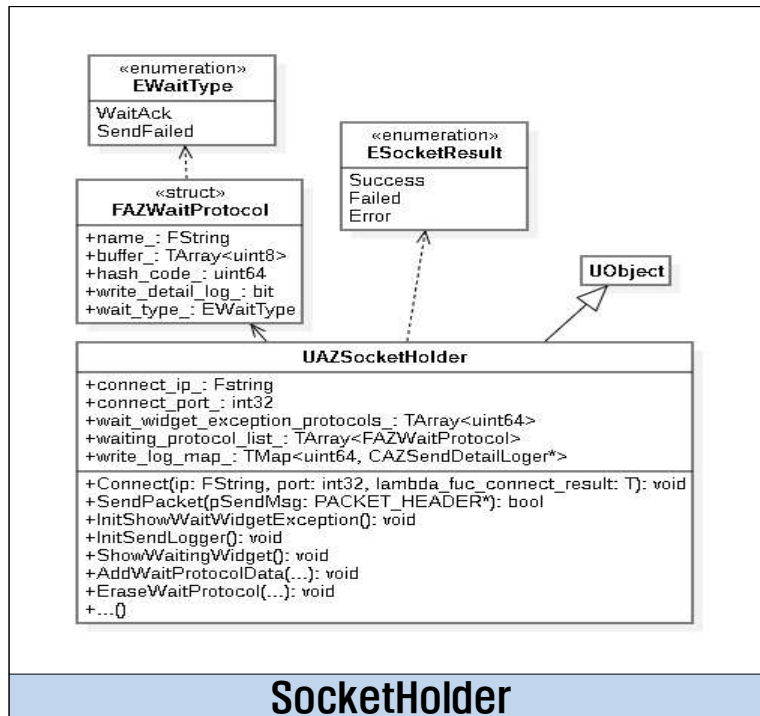 «enumeration»
EWaitType
WaitAck
SendFailed
«enumeration»
ESocketResult
Success
Failed
Error
«struct»
FAZWaitProtocol
+name_: FString
+buffer_: TArray<uint8>
+hash_code_: uint64
+write_detail_log_: bit
+wait_type_: EWaitType
UObject
UAZSocketHolder
+connect_ip_: Fstring
+connect_port_: int32
+wait_widget_exception_protocols_: TArray<uint64>
+waiting_protocol_list_: TArray<FAZWaitProtocol>
+write_log_map_: TMap<uint64, CAZSendDetailLoger*>
+Connect(ip: FString, port: int32, lambda_fuc_connect_result: T): void
+SendPacket(pSendMsg: PACKET_HEADER*): bool
+InitShowWaitWidgetException(): void
+InitSendLogger(): void
+ShowWaitingWidget(): void
+AddWaitProtocolData(...): void
+EraseWaitProtocol(...): void
+...()
SocketHolder